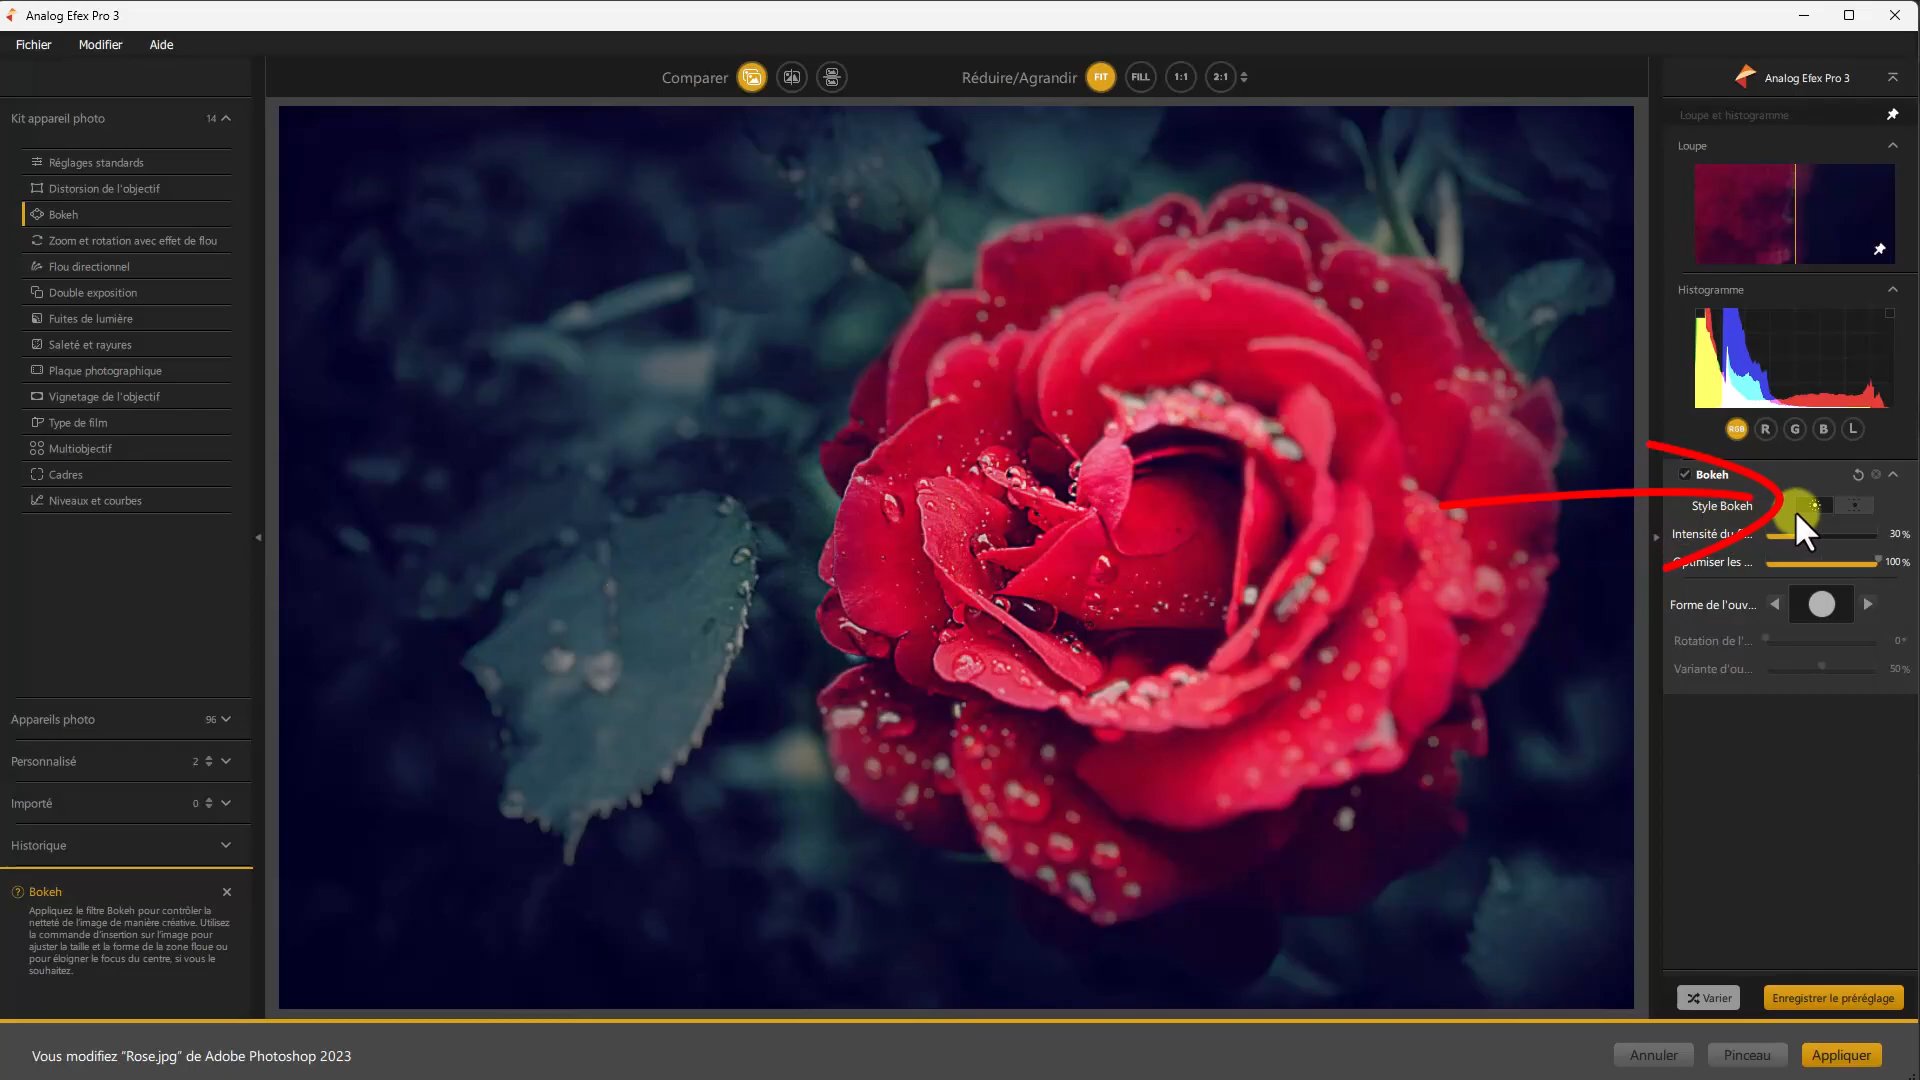 Analog Efex Pro 3
Fichier
Modifier
Aide
Comparer
Réduire/Agrandir
FIT
FILL
1:1
2:1
Analog Efex Pro 3
Kit appareil photo
14
Réglages standards
Distorsion de l'objectif
Bokeh
Zoom et rotation avec effet de flou
Flou directionnel
Double exposition
Fuites de lumière
Saleté et rayures
Plaque photographique
Vignetage de l'objectif
Type de film
Multiobjectif
Cadres
Niveaux et courbes
Appareils photo
96
Personnalisé
2
Importé
0
Historique
Bokeh
Appliquez le filtre Bokeh pour contrôler la
netteté de l'image de manière créative. Utilisez
la commande d'insertion sur l'image pour
ajuster la taille et la forme de la zone floue ou
pour éloigner le focus du centre, si vous le
souhaitez.
Loupe et histogramme
Loupe
Histogramme
RGB
R
G
B
L
Bokeh
Style Bokeh
Intensité du f...
30%
Optimiser les ...
100%
Forme de l'ouv...
Rotation de l'...
0°
Variante d'ou...
50%
Varier
Enregistrer le préréglage
Vous modifiez "Rose.jpg" de Adobe Photoshop 2023
Annuler
Pinceau
Appliquer